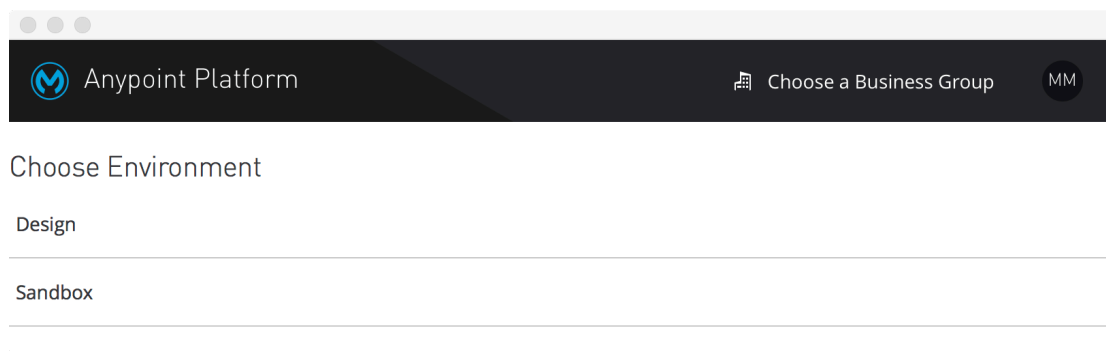 Anypoint Platform
Choose a Business Group
MM
Choose Environment
Design
Sandbox